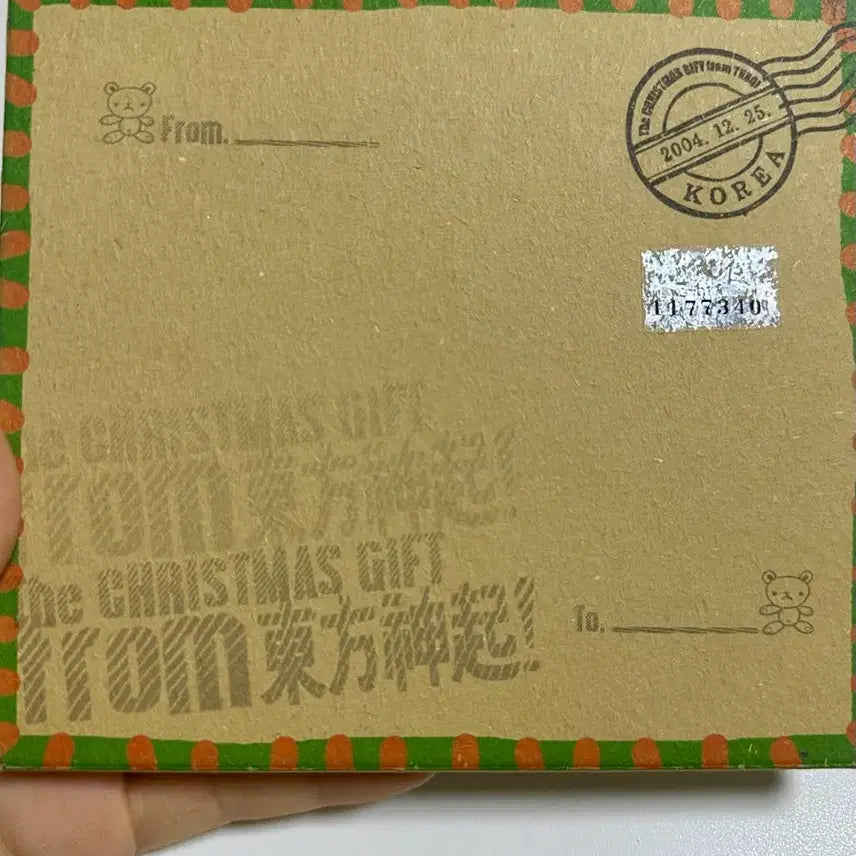 The CHRISTMAS GIFT from TVXQ!
2004. 12. 25.
KOREA
From.
1177340
he CHRISTMAS GIFT
from 東方神起!
he CHRISTMAS GIFT
from 東方神起!
To.